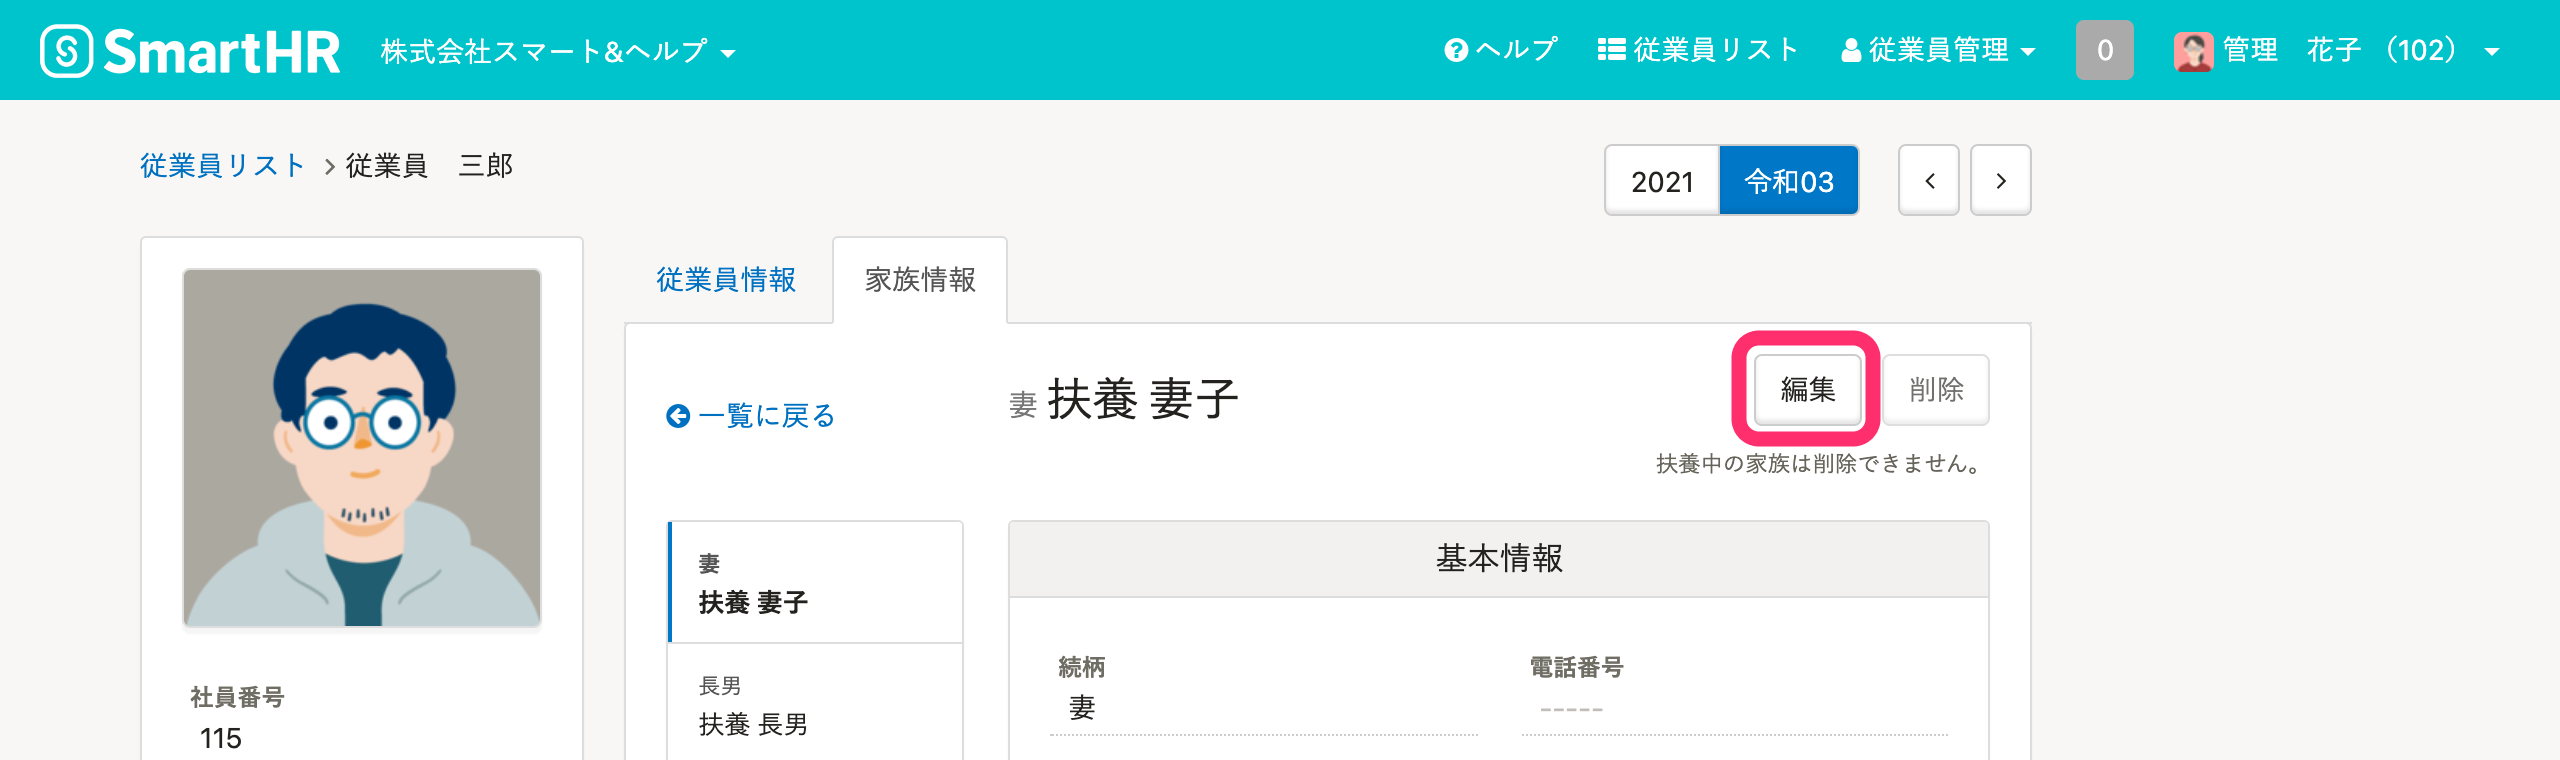 SmartHR 株式会社スマート&ヘルプ ヘルプ 従業員リスト 従業員管理 0 管理 花子 (102)
従業員リスト > 従業員 三郎
2021 令和03 < >
従業員情報 家族情報
一覧に戻る
妻 扶養 妻子
編集 削除
扶養中の家族は削除できません。
妻
扶養 妻子
長男
扶養 長男
基本情報
続柄
妻
電話番号
-----
社員番号
115